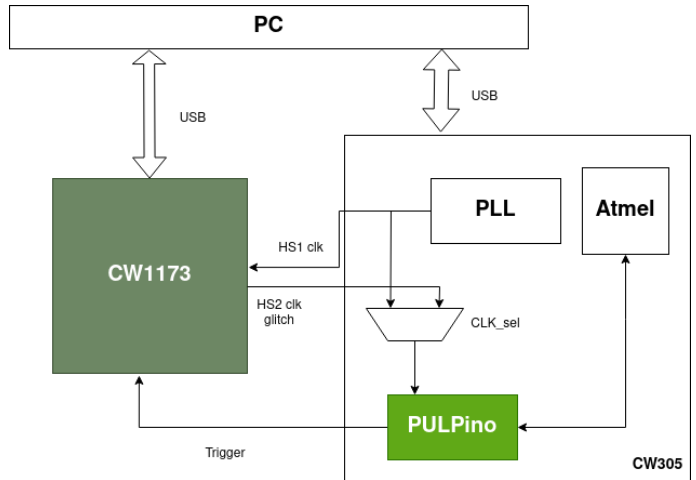 PC
USB
USB
PLL
Atmel
HS1 clk
CW1173
HS2 clk
glitch
CLK_sel
PULPino
Trigger
CW305